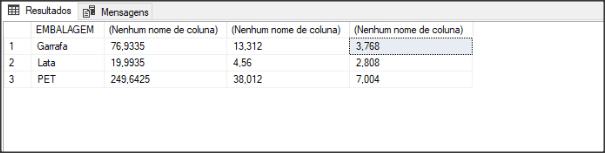 Resultados Mensagens
EMBALAGEM (Nenhum nome de coluna) (Nenhum nome de coluna) (Nenhum nome de coluna)
1 Garrafa 76,9335 13,312 3,768
2 Lata 19,9935 4,56 2,808
3 PET 249,6425 38,012 7,004